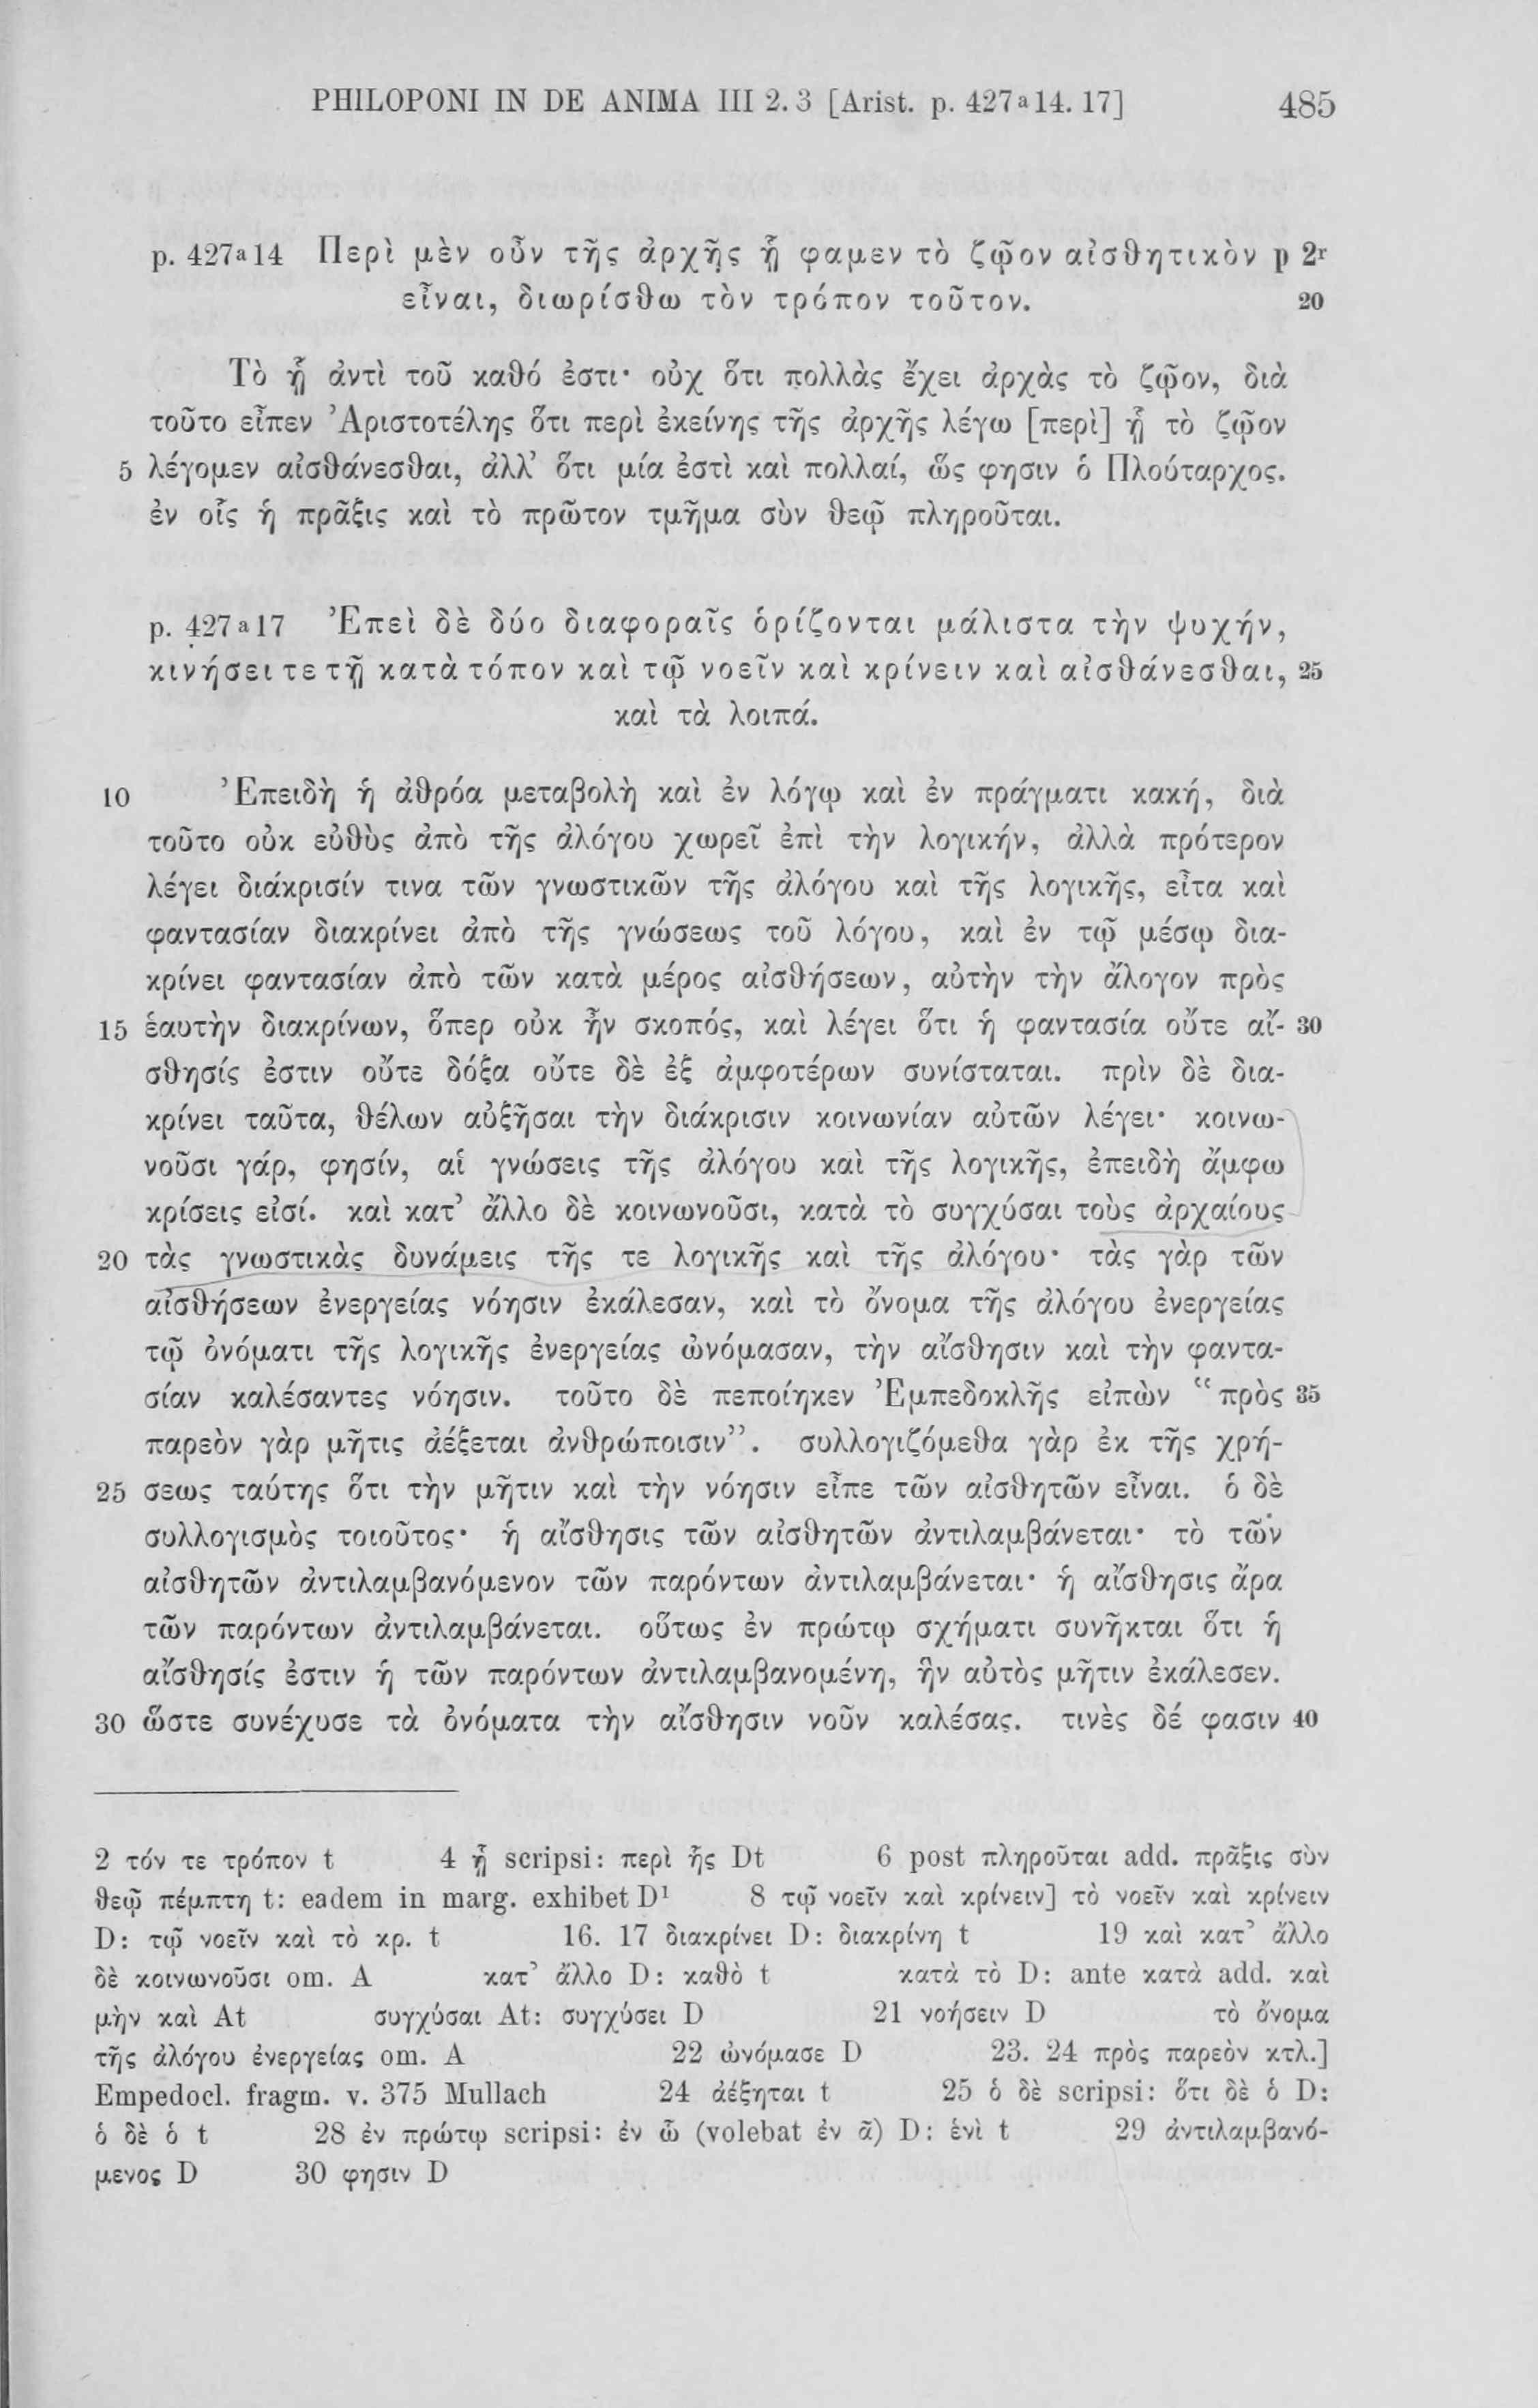 PHILOPONI IN DE ANIMA III 2. 3 [Arist. p. 427ᵃ14. 17] 485
p. 427ᵃ14 Περὶ μὲν οὖν τῆς ἀρχῆς ᾗ φαμεν τὸ ζῷον αἰσθητικὸν p 2ʳ
εἶναι, διωρίσθω τὸν τρόπον τοῦτον. 20
Τὸ ᾗ ἀντὶ τοῦ καθό ἐστι· οὐχ ὅτι πολλὰς ἔχει ἀρχὰς τὸ ζῷον, διὰ
τοῦτο εἶπεν Ἀριστοτέλης ὅτι περὶ ἐκείνης τῆς ἀρχῆς λέγω [περὶ] ᾗ τὸ ζῷον
5 λέγομεν αἰσθάνεσθαι, ἀλλ’ ὅτι μία ἐστὶ καὶ πολλαί, ὥς φησιν ὁ Πλούταρχος.
ἐν οἷς ἡ πρᾶξις καὶ τὸ πρῶτον τμῆμα σὺν θεῷ πληροῦται.
p. 427ᵃ17 Ἐπεὶ δὲ δύο διαφοραῖς ὁρίζονται μάλιστα τὴν ψυχήν,
κινήσει τε τῇ κατὰ τόπον καὶ τῷ νοεῖν καὶ κρίνειν καὶ αἰσθάνεσθαι, 25
καὶ τὰ λοιπά.
10 Ἐπειδὴ ἡ ἀθρόα μεταβολὴ καὶ ἐν λόγῳ καὶ ἐν πράγματι κακή, διὰ
τοῦτο οὐκ εὐθὺς ἀπὸ τῆς ἀλόγου χωρεῖ ἐπὶ τὴν λογικήν, ἀλλὰ πρότερον
λέγει διάκρισίν τινα τῶν γνωστικῶν τῆς ἀλόγου καὶ τῆς λογικῆς, εἶτα καὶ
φαντασίαν διακρίνει ἀπὸ τῆς γνώσεως τοῦ λόγου, καὶ ἐν τῷ μέσῳ δια-
κρίνει φαντασίαν ἀπὸ τῶν κατὰ μέρος αἰσθήσεων, αὐτὴν τὴν ἄλογον πρὸς
15 ἑαυτὴν διακρίνων, ὅπερ οὐκ ἦν σκοπός, καὶ λέγει ὅτι ἡ φαντασία οὔτε αἴ- 30
σθησίς ἐστιν οὔτε δόξα οὔτε δὲ ἐξ ἀμφοτέρων συνίσταται. πρὶν δὲ δια-
κρίνει ταῦτα, θέλων αὐξῆσαι τὴν διάκρισιν κοινωνίαν αὐτῶν λέγει· κοινω-
νοῦσι γάρ, φησίν, αἱ γνώσεις τῆς ἀλόγου καὶ τῆς λογικῆς, ἐπειδὴ ἄμφω
κρίσεις εἰσί. καὶ κατ’ ἄλλο δὲ κοινωνοῦσι, κατὰ τὸ συγχύσαι τοὺς ἀρχαίους
20 τὰς γνωστικὰς δυνάμεις τῆς τε λογικῆς καὶ τῆς ἀλόγου· τὰς γὰρ τῶν
αἰσθήσεων ἐνεργείας νόησιν ἐκάλεσαν, καὶ τὸ ὄνομα τῆς ἀλόγου ἐνεργείας
τῷ ὀνόματι τῆς λογικῆς ἐνεργείας ὠνόμασαν, τὴν αἴσθησιν καὶ τὴν φαντα-
σίαν καλέσαντες νόησιν. τοῦτο δὲ πεποίηκεν Ἐμπεδοκλῆς εἰπὼν “πρὸς 35
παρεὸν γὰρ μῆτις ἀέξεται ἀνθρώποισιν”. συλλογιζόμεθα γὰρ ἐκ τῆς χρή-
25 σεως ταύτης ὅτι τὴν μῆτιν καὶ τὴν νόησιν εἶπε τῶν αἰσθητῶν εἶναι. ὁ δὲ
συλλογισμὸς τοιοῦτος· ἡ αἴσθησις τῶν αἰσθητῶν ἀντιλαμβάνεται· τὸ τῶν
αἰσθητῶν ἀντιλαμβανόμενον τῶν παρόντων ἀντιλαμβάνεται· ἡ αἴσθησις ἄρα
τῶν παρόντων ἀντιλαμβάνεται. οὕτως ἐν πρώτῳ σχήματι συνῆκται ὅτι ἡ
αἴσθησίς ἐστιν ἡ τῶν παρόντων ἀντιλαμβανομένη, ἣν αὐτὸς μῆτιν ἐκάλεσεν.
30 ὥστε συνέχυσε τὰ ὀνόματα τὴν αἴσθησιν νοῦν καλέσας. τινὲς δέ φασιν 40
2 τόν τε τρόπον t 4 ᾗ scripsi: περὶ ἧς Dt 6 post πληροῦται add. πρᾶξις σὺν
θεῷ πέμπτη t: eadem in marg. exhibet D¹ 8 τῷ νοεῖν καὶ κρίνειν] τὸ νοεῖν καὶ κρίνειν
D: τῷ νοεῖν καὶ τὸ κρ. t 16. 17 διακρίνει D: διακρίνῃ t 19 καὶ κατ’ ἄλλο
δὲ κοινωνοῦσι om. A κατ’ ἄλλο D: καθὸ t κατὰ τὸ D: ante κατὰ add. καὶ
μὴν καὶ At συγχύσαι At: συγχύσει D 21 νοήσειν D τὸ ὄνομα
τῆς ἀλόγου ἐνεργείας om. A 22 ὠνόμασε D 23. 24 πρὸς παρεὸν κτλ.]
Empedocl. fragm. v. 375 Mullach 24 ἀέξηται t 25 ὁ δὲ scripsi: ὅτι δὲ ὁ D:
ὁ δὲ ὁ t 28 ἐν πρώτῳ scripsi: ἐν ὧ (volebat ἐν ᾶ) D: ἑνὶ t 29 ἀντιλαμβανό-
μενος D 30 φησιν D